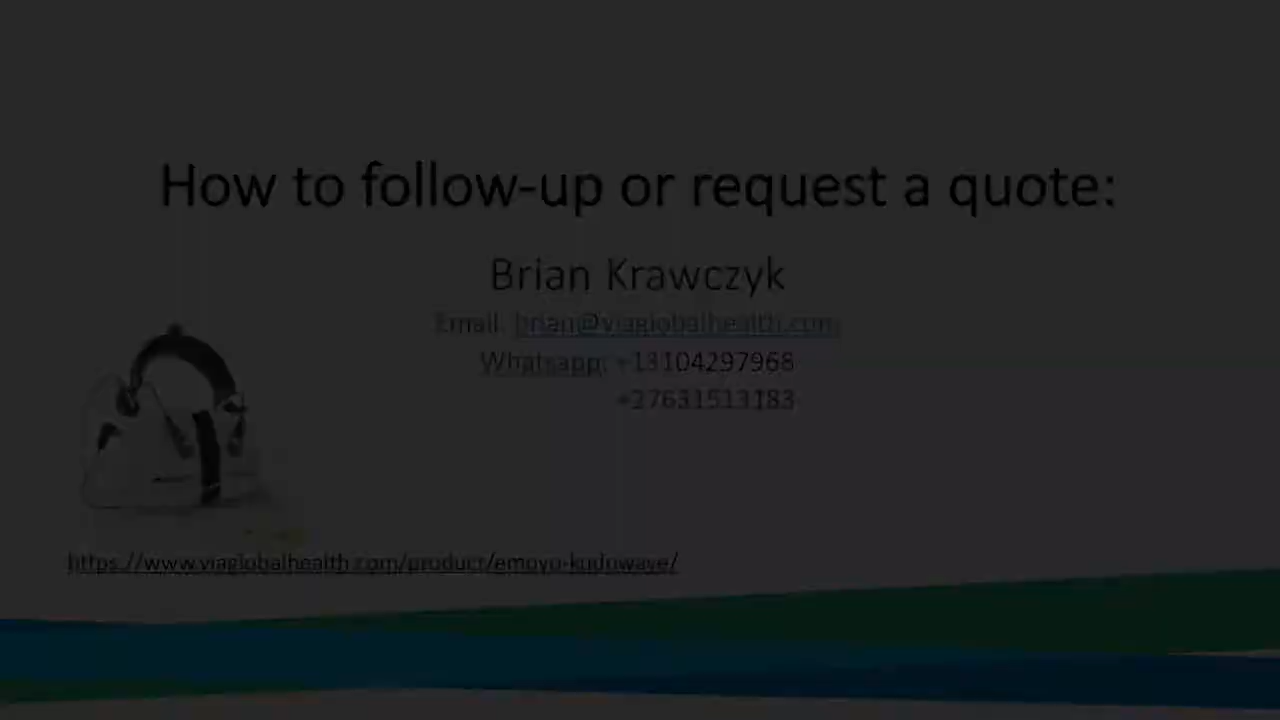 How to follow-up or request a quote:
Brian Krawczyk
Email: brian@viaglobalhealth.com
Whatsapp: +13104297968
+27631513183
https://www.viaglobalhealth.com/product/emoyo-kuduwave/